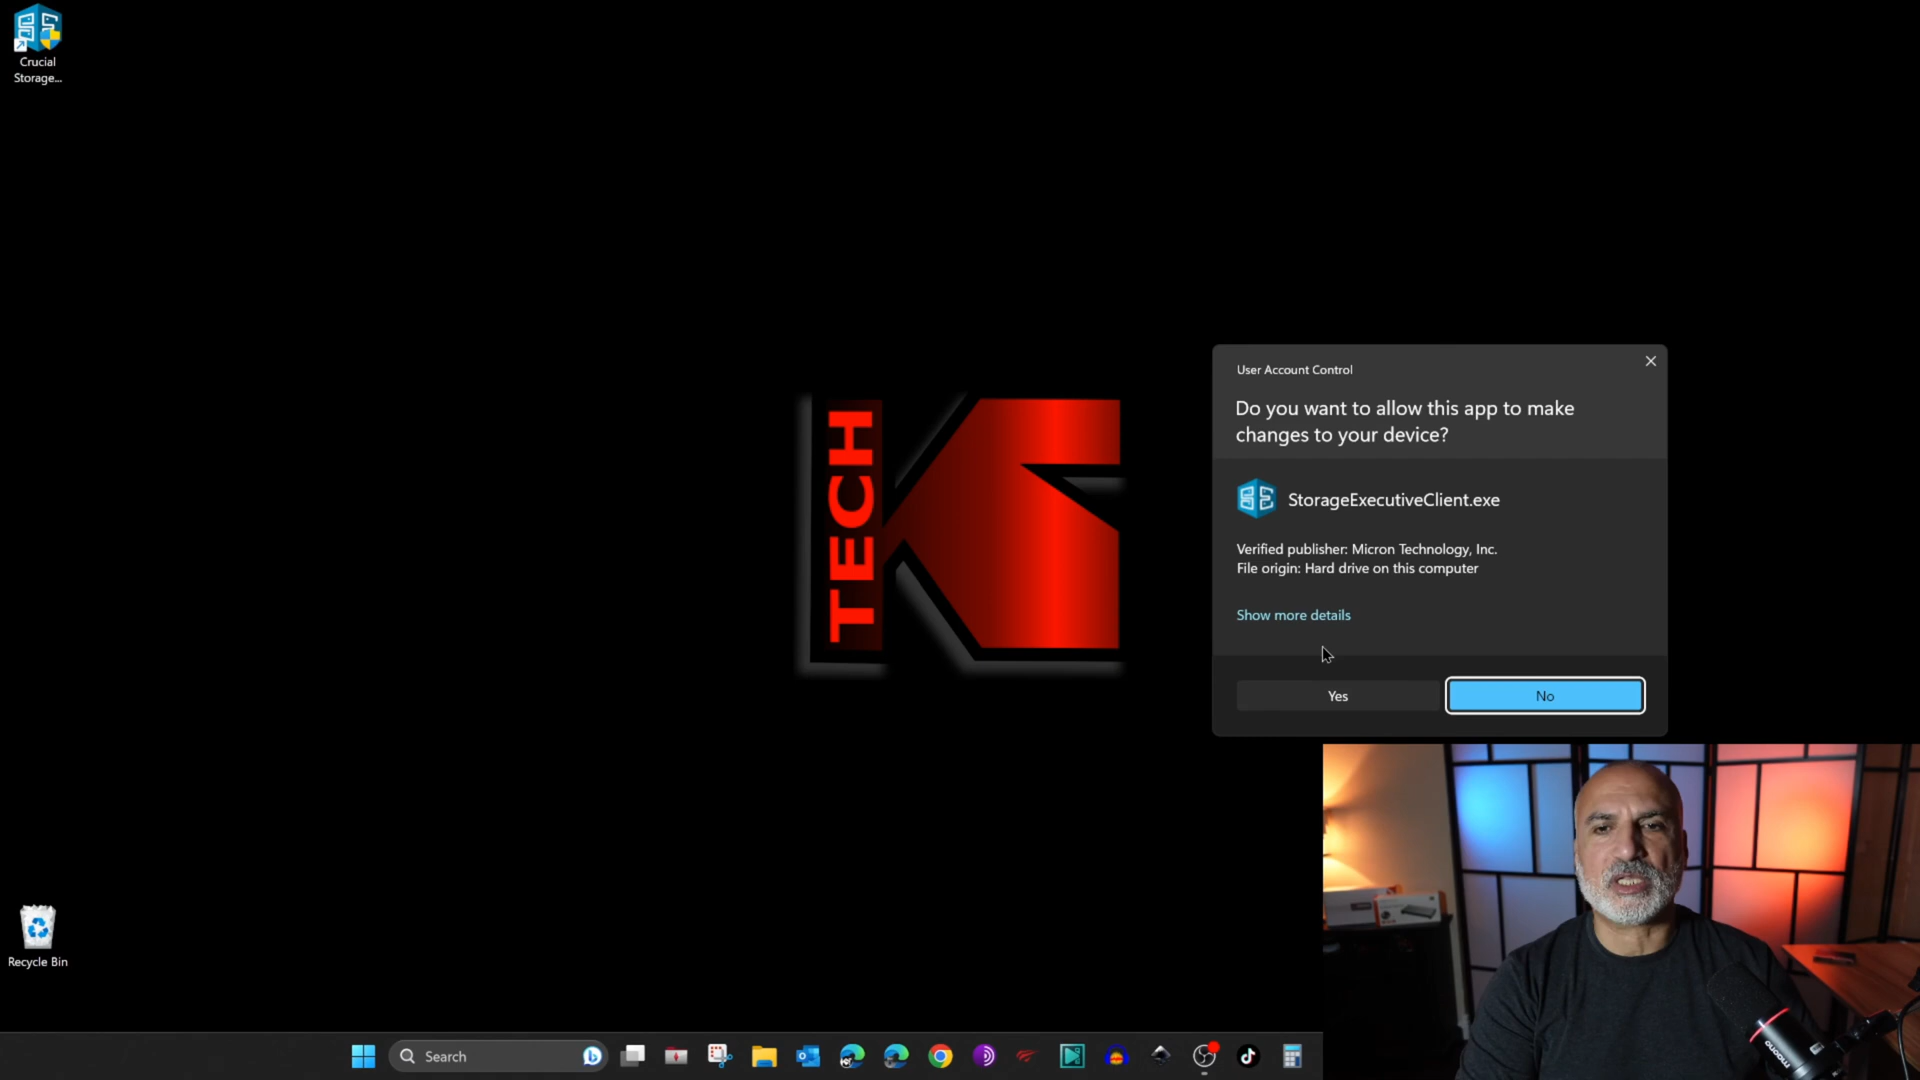 Crucial
Storage...
TECH
User Account Control
Do you want to allow this app to make
changes to your device?
StorageExecutiveClient.exe
Verified publisher: Micron Technology, Inc.
File origin: Hard drive on this computer
Show more details
Yes
No
Recycle Bin
Search
maono